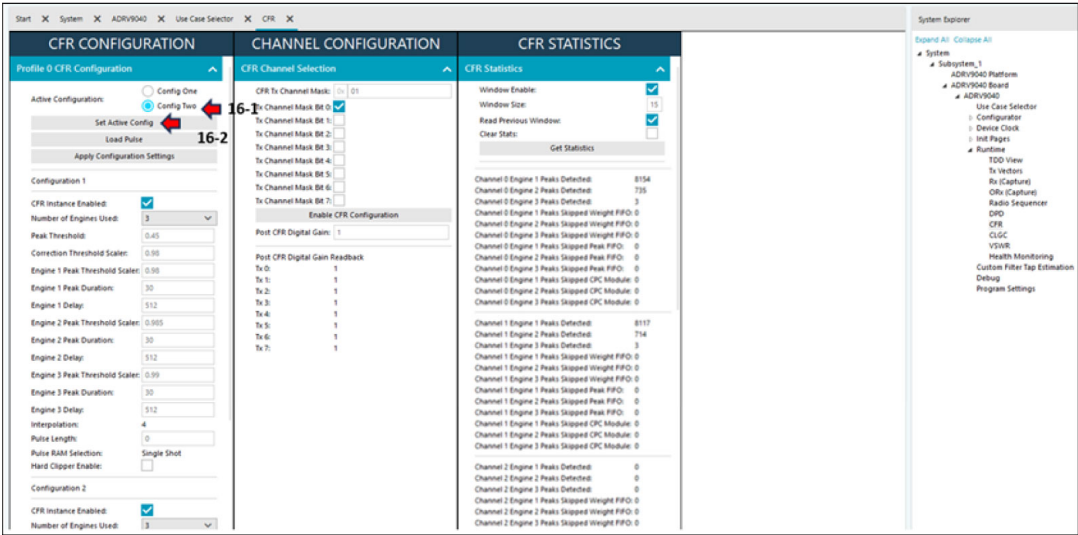 Start X System X ADRV9040 X Use Case Selector X CFR X
CFR CONFIGURATION
Profile 0 CFR Configuration
Active Configuration:
Config One
Config Two
16-1
Set Active Config
16-2
Load Pulse
Apply Configuration Settings
Configuration 1
CFR Instance Enabled:
Number of Engines Used: 3
Peak Threshold: 0.45
Correction Threshold Scaler: 0.98
Engine 1 Peak Threshold Scaler: 0.98
Engine 1 Peak Duration: 30
Engine 1 Delay: 512
Engine 2 Peak Threshold Scaler: 0.985
Engine 2 Peak Duration: 30
Engine 2 Delay: 512
Engine 3 Peak Threshold Scaler: 0.99
Engine 3 Peak Duration: 30
Engine 3 Delay: 512
Interpolation: 4
Pulse Length: 0
Pulse RAM Selection: Single Shot
Hard Clipper Enable:
Configuration 2
CFR Instance Enabled:
Number of Engines Used: 3
CHANNEL CONFIGURATION
CFR Channel Selection
CFR Tx Channel Mask: 0x 01
Tx Channel Mask Bit 0:
Tx Channel Mask Bit 1:
Tx Channel Mask Bit 2:
Tx Channel Mask Bit 3:
Tx Channel Mask Bit 4:
Tx Channel Mask Bit 5:
Tx Channel Mask Bit 6:
Tx Channel Mask Bit 7:
Enable CFR Configuration
Post CFR Digital Gain: 1
Post CFR Digital Gain Readback
Tx 0: 1
Tx 1: 1
Tx 2: 1
Tx 3: 1
Tx 4: 1
Tx 5: 1
Tx 6: 1
Tx 7: 1
CFR STATISTICS
CFR Statistics
Window Enable:
Window Size: 15
Read Previous Window:
Clear Stats:
Get Statistics
Channel 0 Engine 1 Peaks Detected: 8154
Channel 0 Engine 2 Peaks Detected: 735
Channel 0 Engine 3 Peaks Detected: 3
Channel 0 Engine 1 Peaks Skipped Weight FIFO: 0
Channel 0 Engine 2 Peaks Skipped Weight FIFO: 0
Channel 0 Engine 3 Peaks Skipped Weight FIFO: 0
Channel 0 Engine 1 Peaks Skipped Peak FIFO: 0
Channel 0 Engine 2 Peaks Skipped Peak FIFO: 0
Channel 0 Engine 3 Peaks Skipped Peak FIFO: 0
Channel 0 Engine 1 Peaks Skipped CPC Module: 0
Channel 0 Engine 2 Peaks Skipped CPC Module: 0
Channel 0 Engine 3 Peaks Skipped CPC Module: 0
Channel 1 Engine 1 Peaks Detected: 8117
Channel 1 Engine 2 Peaks Detected: 714
Channel 1 Engine 3 Peaks Detected: 3
Channel 1 Engine 1 Peaks Skipped Weight FIFO: 0
Channel 1 Engine 2 Peaks Skipped Weight FIFO: 0
Channel 1 Engine 3 Peaks Skipped Weight FIFO: 0
Channel 1 Engine 1 Peaks Skipped Peak FIFO: 0
Channel 1 Engine 2 Peaks Skipped Peak FIFO: 0
Channel 1 Engine 3 Peaks Skipped Peak FIFO: 0
Channel 1 Engine 1 Peaks Skipped CPC Module: 0
Channel 1 Engine 2 Peaks Skipped CPC Module: 0
Channel 1 Engine 3 Peaks Skipped CPC Module: 0
Channel 2 Engine 1 Peaks Detected: 0
Channel 2 Engine 2 Peaks Detected: 0
Channel 2 Engine 3 Peaks Detected: 0
Channel 2 Engine 1 Peaks Skipped Weight FIFO: 0
Channel 2 Engine 2 Peaks Skipped Weight FIFO: 0
Channel 2 Engine 3 Peaks Skipped Weight FIFO: 0
System Explorer
Expand All Collapse All
System
Subsystem_1
ADRV9040 Platform
ADRV9040 Board
ADRV9040
Use Case Selector
Configurator
Device Clock
Init Pages
Runtime
TDD View
Tx Vectors
Rx (Capture)
ORx (Capture)
Radio Sequencer
DPD
CFR
CLGC
VSWR
Health Monitoring
Custom Filter Tap Estimation
Debug
Program Settings